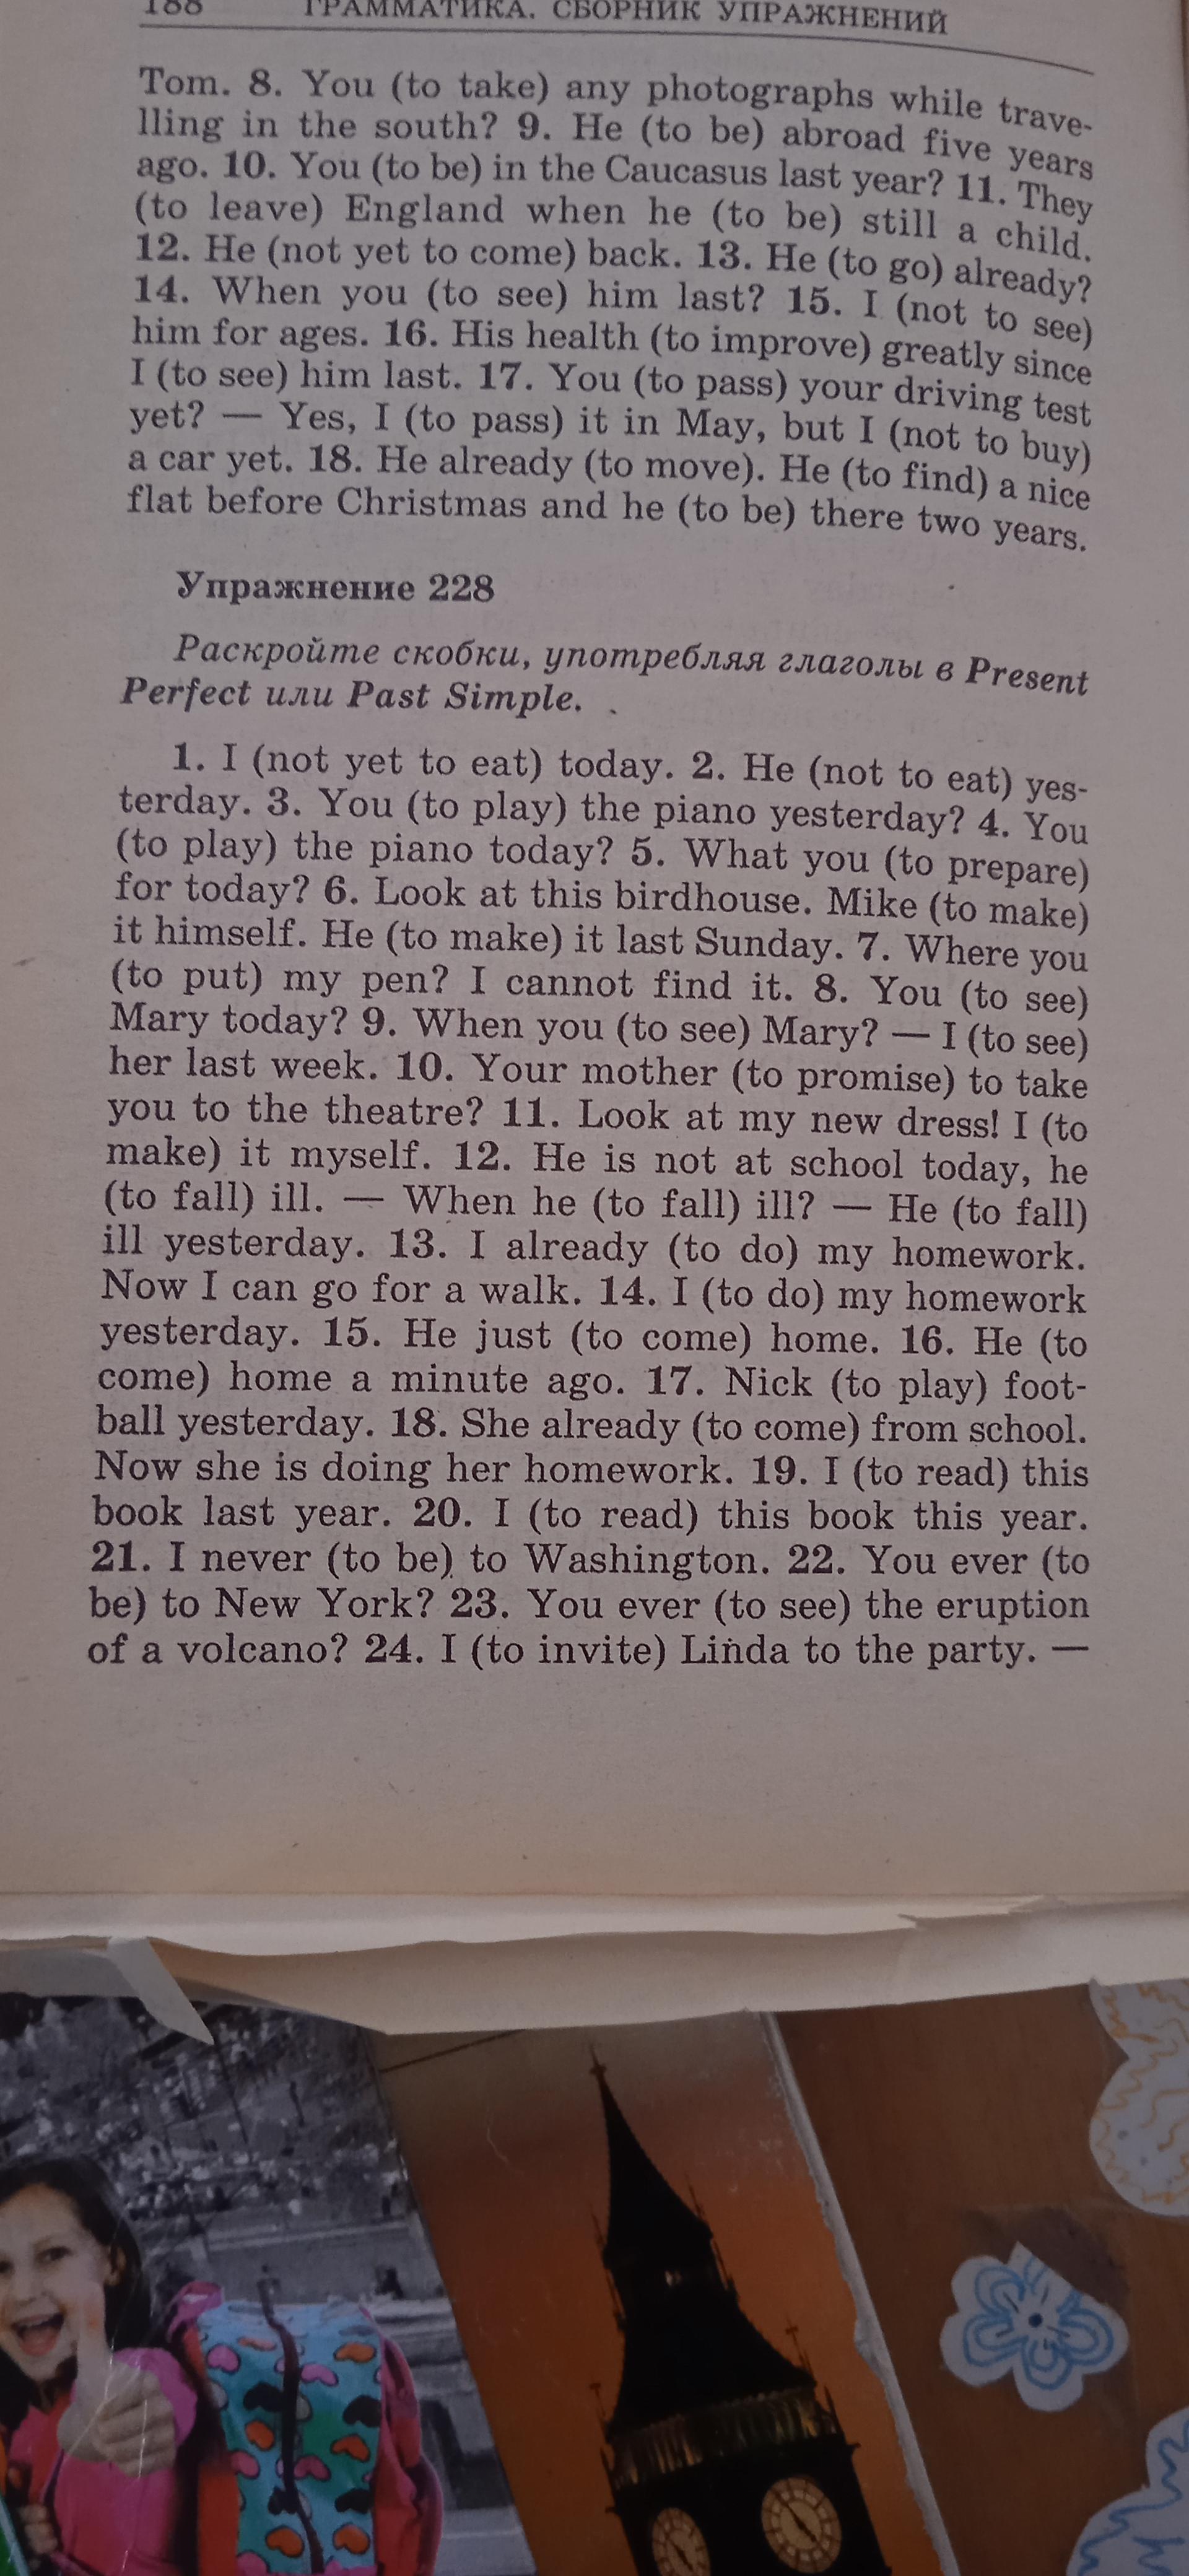 188 ГРАММАТИКА. СБОРНИК УПРАЖНЕНИЙ
Tom. 8. You (to take) any photographs while trave-
lling in the south? 9. He (to be) abroad five years
ago. 10. You (to be) in the Caucasus last year? 11. They
(to leave) England when he (to be) still a child.
12. He (not yet to come) back. 13. He (to go) already?
14. When you (to see) him last? 15. I (not to see)
him for ages. 16. His health (to improve) greatly since
I (to see) him last. 17. You (to pass) your driving test
yet? — Yes, I (to pass) it in May, but I (not to buy)
a car yet. 18. He already (to move). He (to find) a nice
flat before Christmas and he (to be) there two years.
Упражнение 228
Раскройте скобки, употребляя глаголы в Present
Perfect или Past Simple.
1. I (not yet to eat) today. 2. He (not to eat) yes-
terday. 3. You (to play) the piano yesterday? 4. You
(to play) the piano today? 5. What you (to prepare)
for today? 6. Look at this birdhouse. Mike (to make)
it himself. He (to make) it last Sunday. 7. Where you
(to put) my pen? I cannot find it. 8. You (to see)
Mary today? 9. When you (to see) Mary? — I (to see)
her last week. 10. Your mother (to promise) to take
you to the theatre? 11. Look at my new dress! I (to
make) it myself. 12. He is not at school today, he
(to fall) ill. — When he (to fall) ill? — He (to fall)
ill yesterday. 13. I already (to do) my homework.
Now I can go for a walk. 14. I (to do) my homework
yesterday. 15. He just (to come) home. 16. He (to
come) home a minute ago. 17. Nick (to play) foot-
ball yesterday. 18. She already (to come) from school.
Now she is doing her homework. 19. I (to read) this
book last year. 20. I (to read) this book this year.
21. I never (to be) to Washington. 22. You ever (to
be) to New York? 23. You ever (to see) the eruption
of a volcano? 24. I (to invite) Linda to the party. —